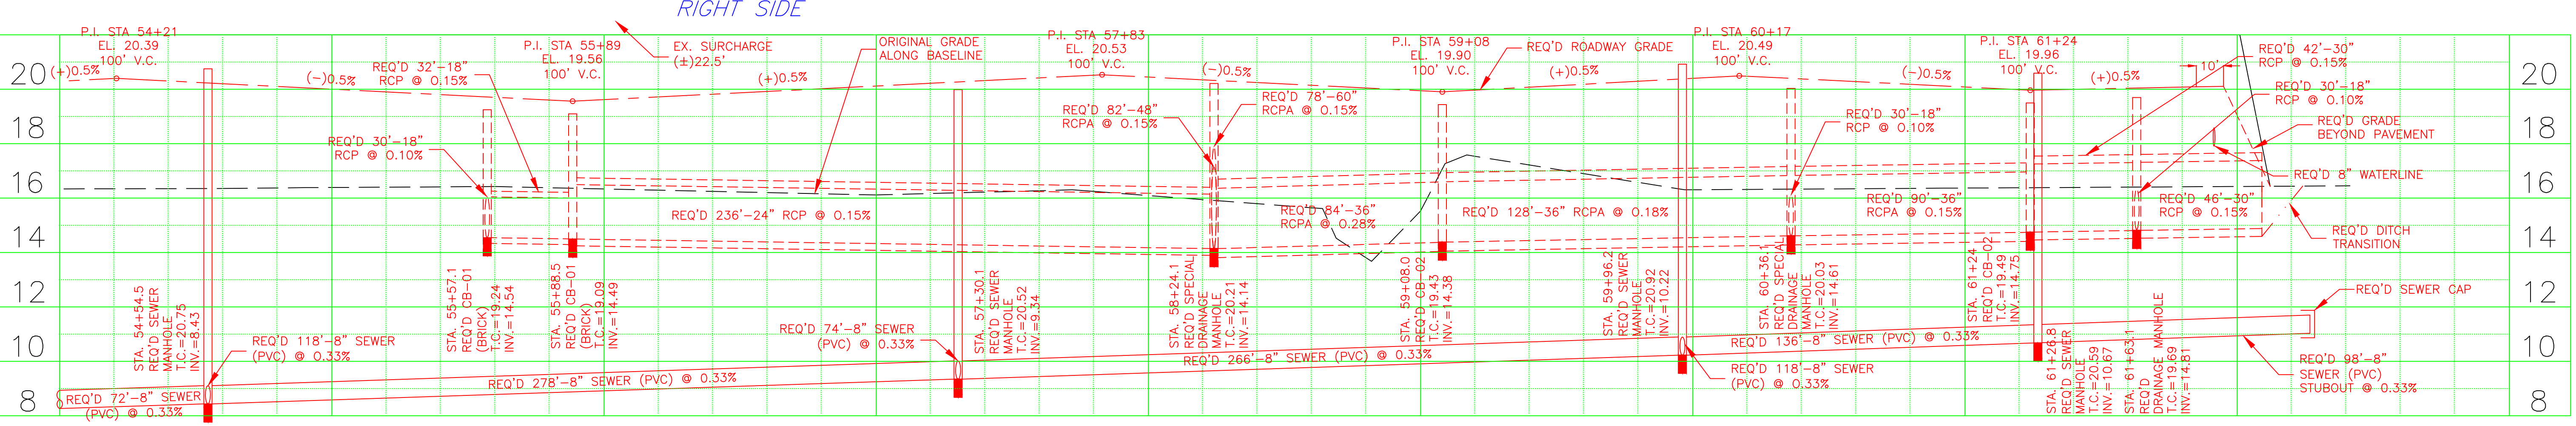 RIGHT SIDE
P.I. STA 54+21
EL. 20.39
100' V.C.
P.I. STA 55+89
EL. 19.56
100' V.C.
EX. SURCHARGE
(±)22.5'
ORIGINAL GRADE
ALONG BASELINE
P.I. STA 57+83
EL. 20.53
100' V.C.
P.I. STA 59+08
EL. 19.90
100' V.C.
REQ'D ROADWAY GRADE
P.I. STA 60+17
EL. 20.49
100' V.C.
P.I. STA 61+24
EL. 19.96
100' V.C.
REQ'D 42'-30"
RCP @ 0.15%
20
(+)0.5%
(-)0.5%
REQ'D 32'-18"
RCP @ 0.15%
(+)0.5%
(-)0.5%
(+)0.5%
(-)0.5%
(+)0.5%
10'
20
REQ'D 82'-48"
RCPA @ 0.15%
REQ'D 78'-60"
RCPA @ 0.15%
REQ'D 30'-18"
RCP @ 0.10%
REQ'D 30'-18"
RCP @ 0.10%
18
REQ'D 30'-18"
RCP @ 0.10%
REQ'D GRADE
BEYOND PAVEMENT
18
16
REQ'D 8" WATERLINE
16
REQ'D 236'-24" RCP @ 0.15%
REQ'D 84'-36"
RCPA @ 0.28%
REQ'D 128'-36" RCPA @ 0.18%
REQ'D 90'-36"
RCPA @ 0.15%
REQ'D 46'-30"
RCP @ 0.15%
14
REQ'D DITCH
TRANSITION
14
12
STA. 54+54.5
REQ'D SEWER
MANHOLE
T.C.=20.75
INV.=8.43
STA. 55+57.1
REQ'D CB-01
(BRICK)
T.C.=19.24
INV.=14.54
STA. 55+88.5
REQ'D CB-01
(BRICK)
T.C.=19.09
INV.=14.49
STA. 57+30.1
REQ'D SEWER
MANHOLE
T.C.=20.52
INV.=9.34
STA. 58+24.1
REQ'D SPECIAL
DRAINAGE
MANHOLE
T.C.=20.21
INV.=14.14
STA. 59+08.0
REQ'D CB-02
T.C.=19.43
INV.=14.38
STA. 59+96.2
REQ'D SEWER
MANHOLE
T.C.=20.92
INV.=10.22
STA. 60+36.1
REQ'D SPECIAL
DRAINAGE
MANHOLE
T.C.=20.03
INV.=14.61
STA. 61+24
REQ'D CB-02
T.C.=19.49
INV.=14.75
STA. 61+26.8
REQ'D SEWER
MANHOLE
T.C.=20.59
INV.=10.67
STA. 61+63.1
REQ'D
DRAINAGE MANHOLE
T.C.=19.69
INV.=14.81
REQ'D SEWER CAP
12
10
REQ'D 118'-8" SEWER
(PVC) @ 0.33%
REQ'D 74'-8" SEWER
(PVC) @ 0.33%
REQ'D 266'-8" SEWER (PVC) @ 0.33%
REQ'D 136'-8" SEWER (PVC) @ 0.33%
10
REQ'D 118'-8" SEWER
(PVC) @ 0.33%
REQ'D 98'-8"
SEWER (PVC)
STUBOUT @ 0.33%
8
REQ'D 72'-8" SEWER
(PVC) @ 0.33%
REQ'D 278'-8" SEWER (PVC) @ 0.33%
8